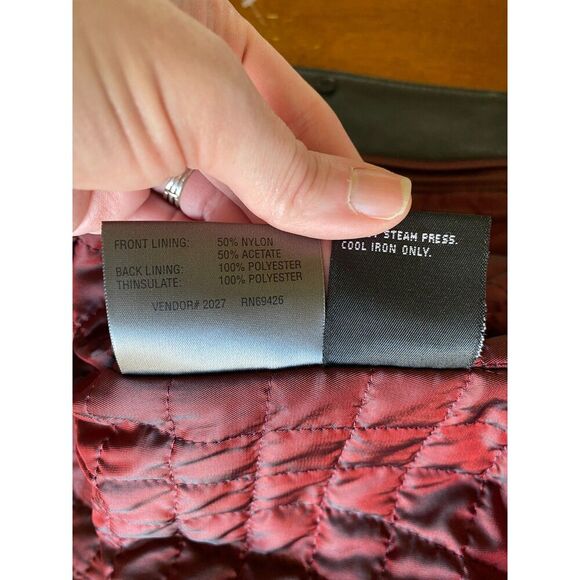 FRONT LINING: 50% NYLON
50% ACETATE
BACK LINING: 100% POLYESTER
THINSULATE: 100% POLYESTER
VENDOR# 2027 RN69426
STEAM PRESS.
COOL IRON ONLY.